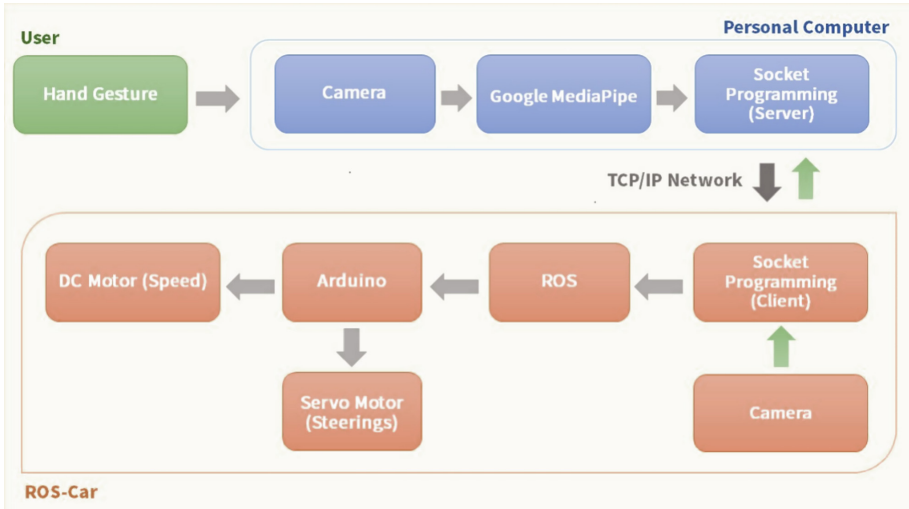 User
Personal Computer
Hand Gesture
Camera
Google MediaPipe
Socket
Programming
(Server)
TCP/IP Network
DC Motor (Speed)
Arduino
ROS
Socket
Programming
(Client)
Servo Motor
(Steerings)
Camera
ROS-Car